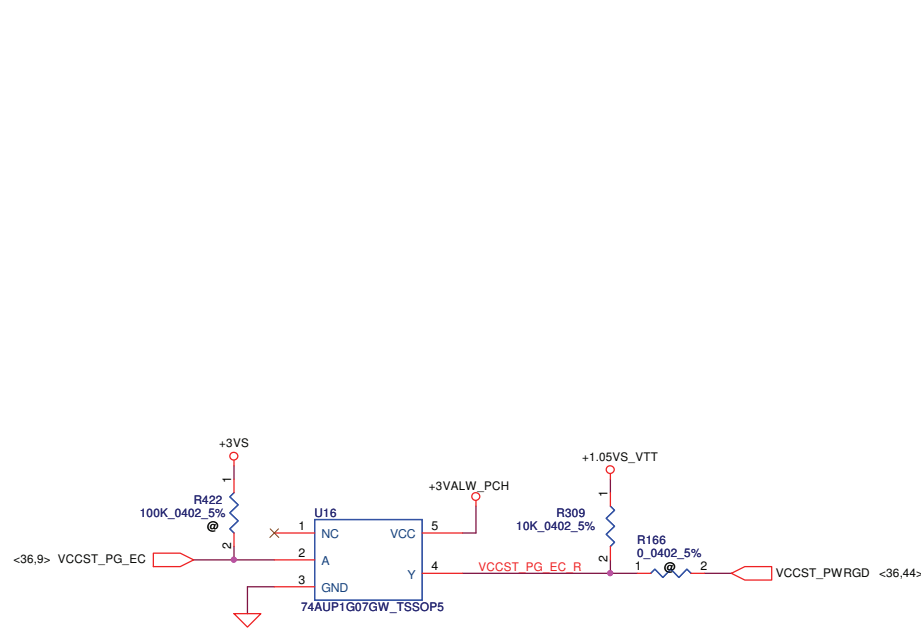 +3VS
+1.05VS_VTT
+3VALW_PCH
1
R422
100K_0402_5%
@
2
U16
1
NC
VCC
5
1
R309
10K_0402_5%
2
<36,9> VCCST_PG_EC
2
A
R166
0_0402_5%
@
3
GND
Y
4
VCCST_PG_EC_R
1
2
VCCST_PWRGD <36,44>
74AUP1G07GW_TSSOP5